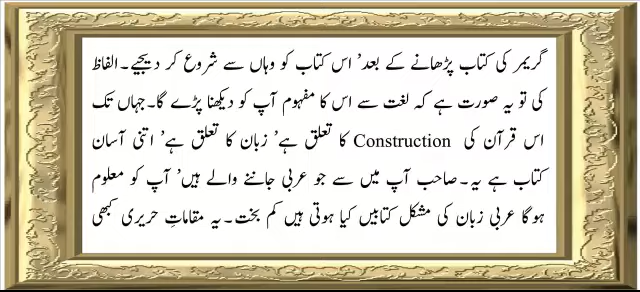 گریمر کی کتاب پڑھانے کے بعد’ اس کتاب کو وہاں سے شروع کر دیجیے۔الفاظ
کی تو یہ صورت ہے کہ لغت سے اس کا مفہوم آپ کو دیکھنا پڑے گا۔جہاں تک
اس قرآن کی Construction کا تعلق ہے’ زبان کا تعلق ہے’ اتنی آسان
کتاب ہے یہ۔صاحب آپ میں سے جو عربی جاننے والے ہیں’ آپ کو معلوم
ہوگا عربی زبان کی مشکل کتابیں کیا ہوتی ہیں کم بخت۔یہ مقاماتِ حریری کبھی